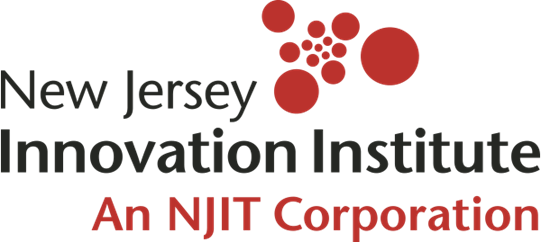 New Jersey
Innovation Institute
An NJIT Corporation